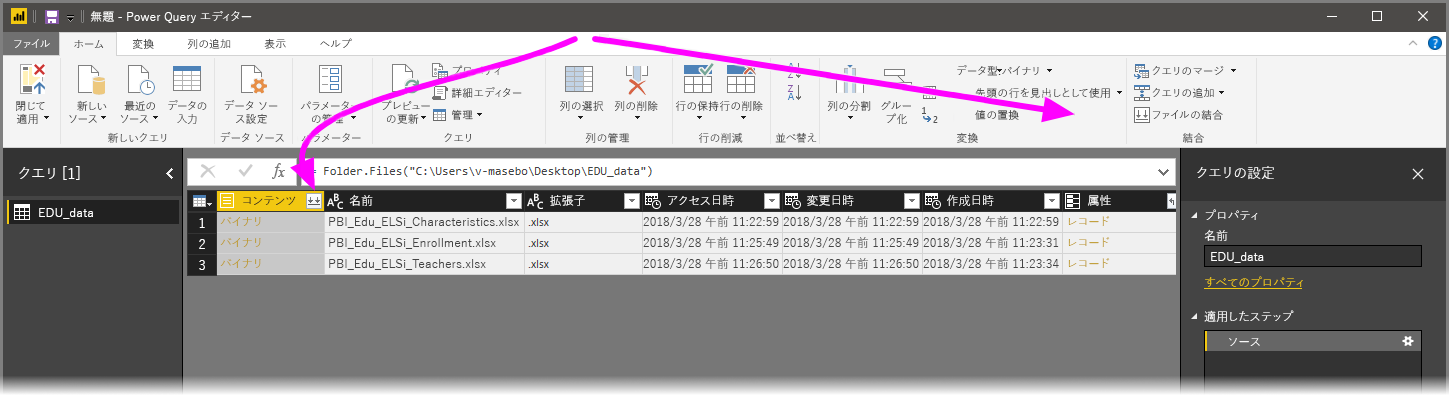 無題 - Power Query エディター
ファイル ホーム 変換 列の追加 表示 ヘルプ
閉じて適用 新しいソース 最近のソース データの入力 データ ソース設定 パラメーターの管理 プレビューの更新 プロパティ 詳細エディター 管理 列の選択 列の削除 行の保持 行の削除 列の分割 グループ化 データ型: バイナリ 先頭の行を見出しとして使用 値の置換 クエリのマージ クエリの追加 ファイルの結合
新しいクエリ データ ソース パラメーター クエリ 列の管理 行の削減 並べ替え 変換 結合
クエリ [1]
fx = Folder.Files("C:\Users\v-masebo\Desktop\EDU_data")
クエリの設定
EDU_data
コンテンツ 名前 拡張子 アクセス日時 変更日時 作成日時 属性
1 バイナリ PBI_Edu_ELSi_Characteristics.xlsx .xlsx 2018/3/28 午前 11:22:59 2018/3/28 午前 11:22:59 2018/3/28 午前 11:22:59 レコード
2 バイナリ PBI_Edu_ELSi_Enrollment.xlsx .xlsx 2018/3/28 午前 11:25:49 2018/3/28 午前 11:25:49 2018/3/28 午前 11:23:31 レコード
3 バイナリ PBI_Edu_ELSi_Teachers.xlsx .xlsx 2018/3/28 午前 11:26:50 2018/3/28 午前 11:26:50 2018/3/28 午前 11:23:34 レコード
プロパティ
名前
EDU_data
すべてのプロパティ
適用したステップ
ソース